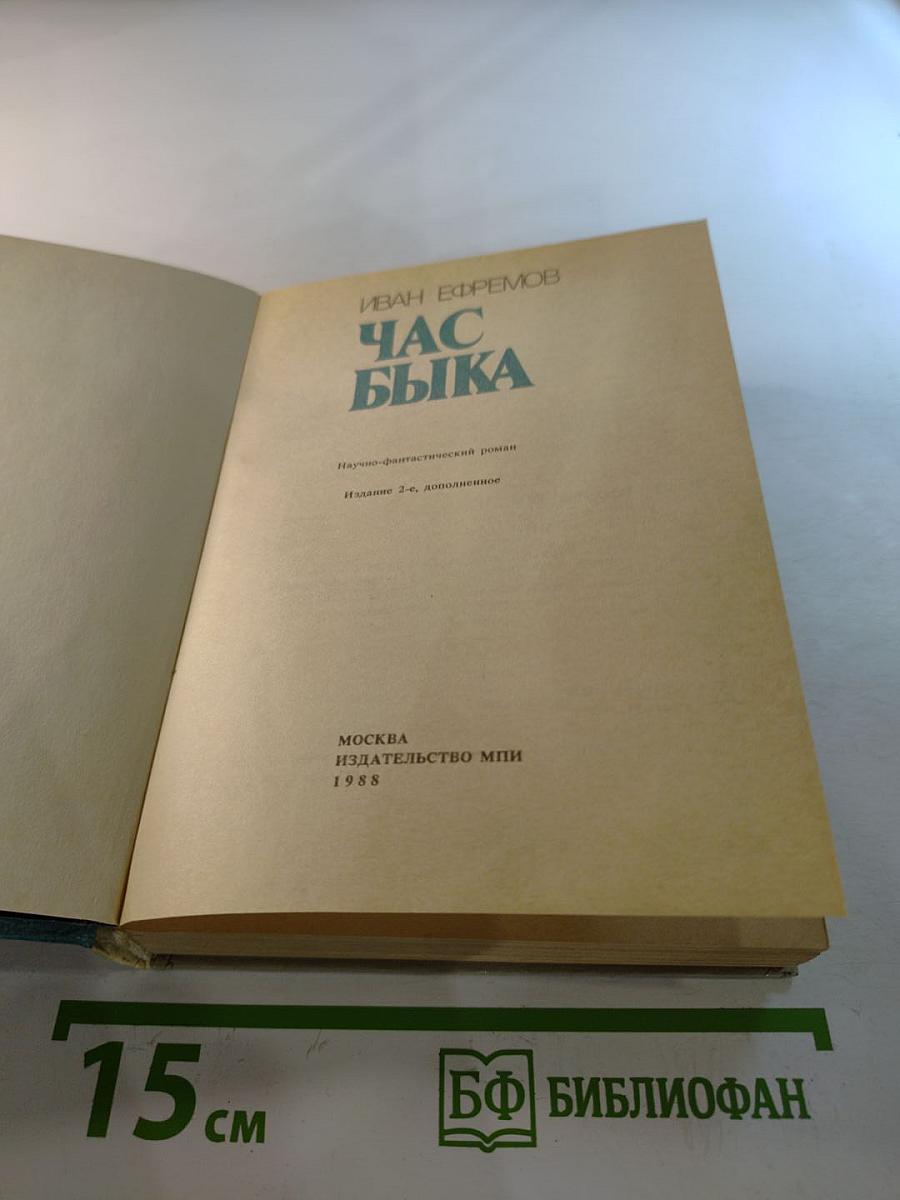 ИВАН ЕФРЕМОВ
ЧАС
БЫКА
Научно-фантастический роман
Издание 2-е, дополненное
МОСКВА
ИЗДАТЕЛЬСТВО МПИ
1988
15 см
БФ БИБЛИОФАН